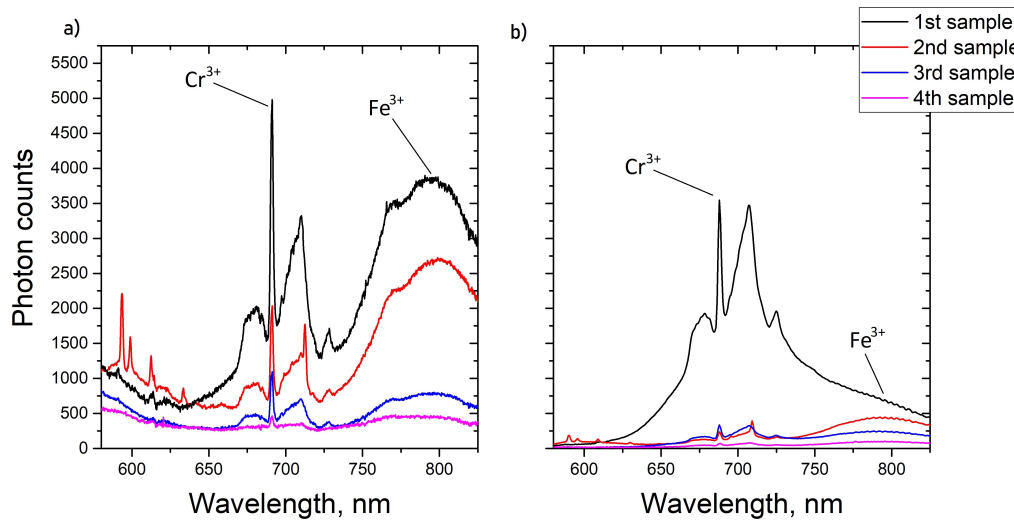 a)
b)
1st sample
2nd sample
3rd sample
4th sample
5500
5000
4500
4000
3500
3000
2500
2000
1500
1000
500
0
Photon counts
Cr³⁺
Fe³⁺
600
650
700
750
800
Wavelength, nm
Cr³⁺
Fe³⁺
600
650
700
750
800
Wavelength, nm